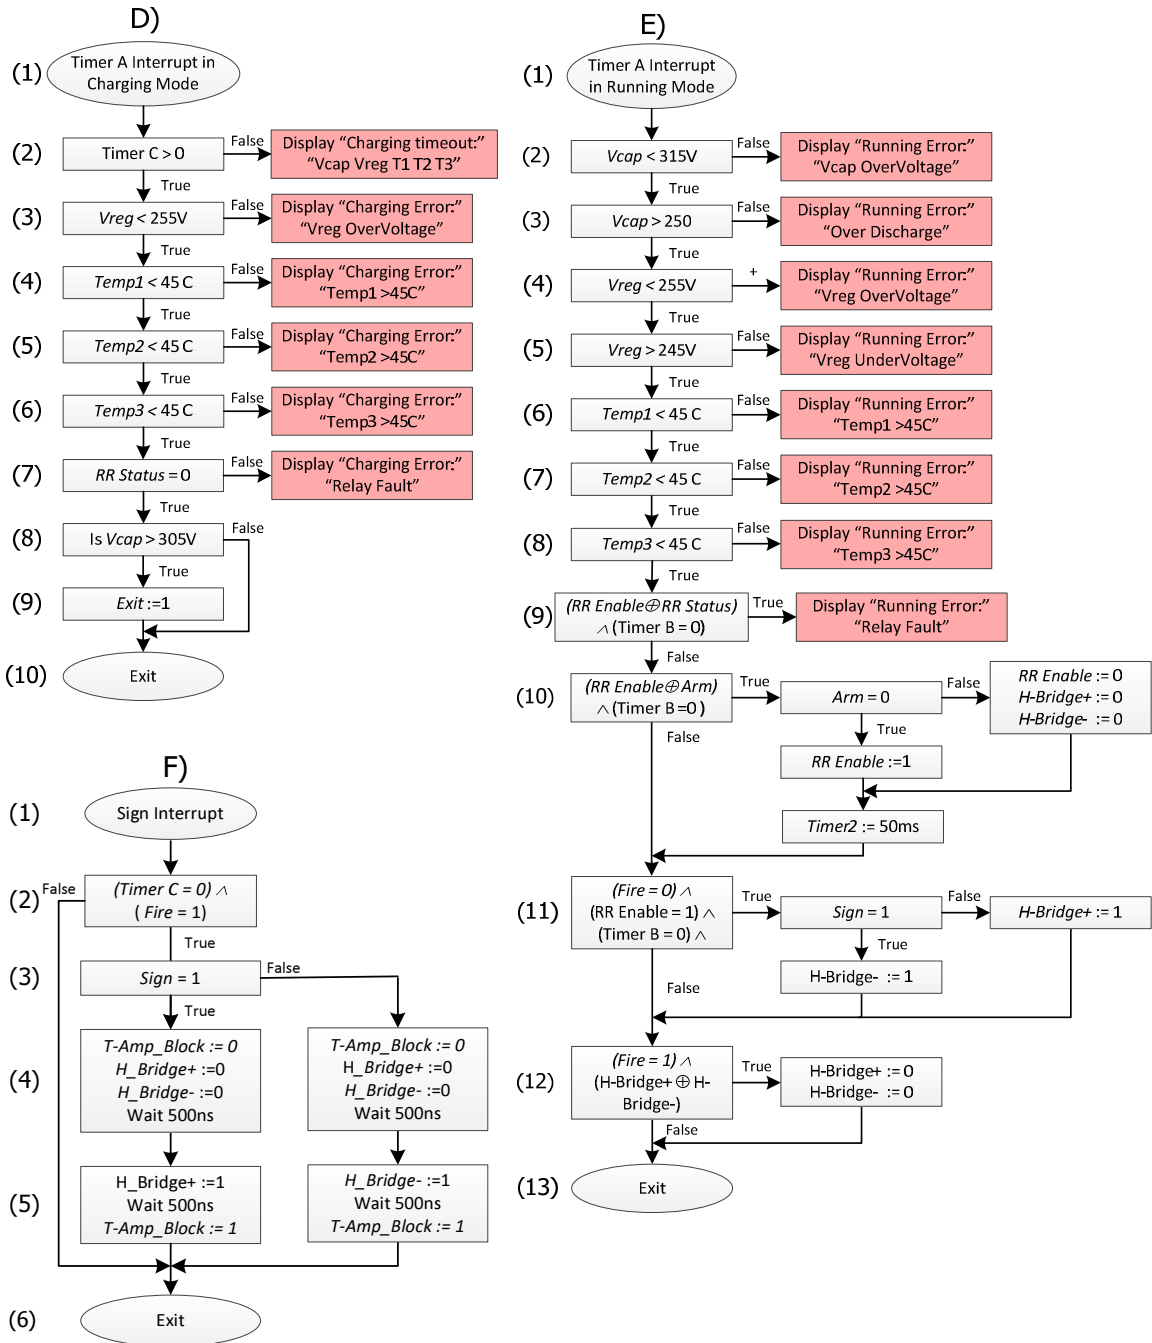 D)
(1)
Timer A Interrupt in
Charging Mode
(2)
Timer C > 0
False
Display “Charging timeout:”
“Vcap Vreg T1 T2 T3”
True
(3)
Vreg < 255V
False
Display “Charging Error:”
“Vreg OverVoltage”
True
(4)
Temp1 < 45 C
False
Display “Charging Error:”
“Temp1 >45C”
True
(5)
Temp2 < 45 C
False
Display “Charging Error:”
“Temp2 >45C”
True
(6)
Temp3 < 45 C
False
Display “Charging Error:”
“Temp3 >45C”
True
(7)
RR Status = 0
False
Display “Charging Error:”
“Relay Fault”
True
(8)
Is Vcap > 305V
False
True
(9)
Exit :=1
(10)
Exit
E)
(1)
Timer A Interrupt
in Running Mode
(2)
Vcap < 315V
False
Display “Running Error:”
“Vcap OverVoltage”
True
(3)
Vcap > 250
False
Display “Running Error:”
“Over Discharge”
True
(4)
Vreg < 255V
+
Display “Running Error:”
“Vreg OverVoltage”
True
(5)
Vreg > 245V
False
Display “Running Error:”
“Vreg UnderVoltage”
True
(6)
Temp1 < 45 C
False
Display “Running Error:”
“Temp1 >45C”
True
(7)
Temp2 < 45 C
False
Display “Running Error:”
“Temp2 >45C”
True
(8)
Temp3 < 45 C
False
Display “Running Error:”
“Temp3 >45C”
True
(9)
(RR Enable⊕RR Status)
∧ (Timer B = 0)
True
Display “Running Error:”
“Relay Fault”
False
(10)
(RR Enable⊕Arm)
∧ (Timer B =0 )
True
Arm = 0
False
RR Enable := 0
H-Bridge+ := 0
H-Bridge- := 0
False
True
RR Enable :=1
Timer2 := 50ms
(11)
(Fire = 0) ∧
(RR Enable = 1) ∧
(Timer B = 0) ∧
True
Sign = 1
False
H-Bridge+ := 1
True
H-Bridge- := 1
False
(12)
(Fire = 1) ∧
(H-Bridge+ ⊕ H-
Bridge-)
True
H-Bridge+ := 0
H-Bridge- := 0
False
(13)
Exit
F)
(1)
Sign Interrupt
(2)
False
(Timer C = 0) ∧
( Fire = 1)
True
(3)
Sign = 1
False
True
(4)
T-Amp_Block := 0
H_Bridge+ :=0
H_Bridge- :=0
Wait 500ns
T-Amp_Block := 0
H_Bridge+ :=0
H_Bridge- :=0
Wait 500ns
(5)
H_Bridge+ :=1
Wait 500ns
T-Amp_Block := 1
H_Bridge- :=1
Wait 500ns
T-Amp_Block := 1
(6)
Exit